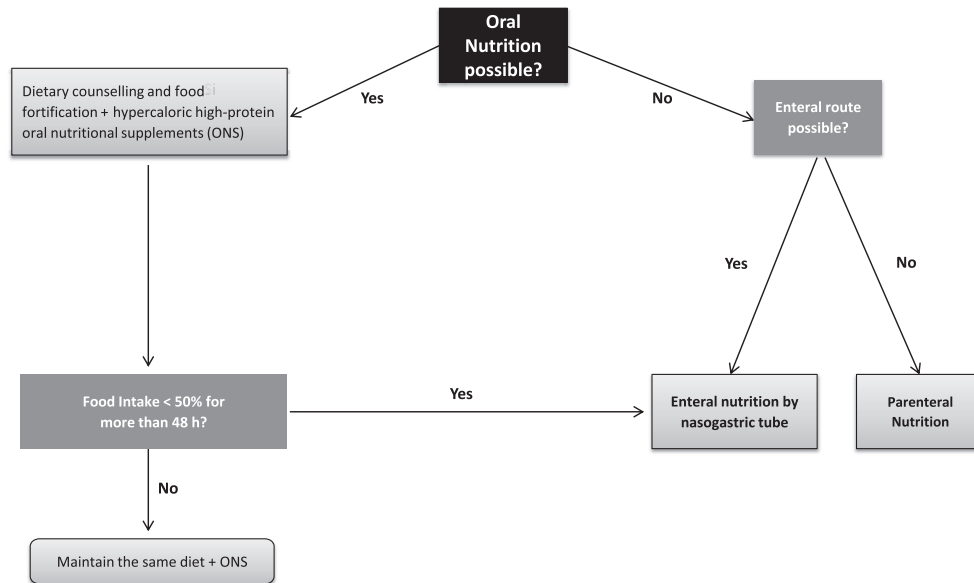 Oral
Nutrition
possible?
Yes
No
Dietary counselling and food
fortification + hypercaloric high-protein
oral nutritional supplements (ONS)
Si
Enteral route
possible?
Yes
No
Food Intake < 50% for
more than 48 h?
Yes
Enteral nutrition by
nasogastric tube
Parenteral
Nutrition
No
Maintain the same diet + ONS